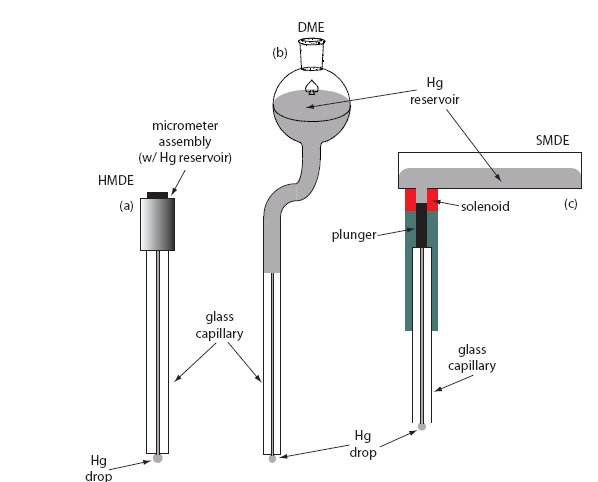 DME
(b)
Hg
reservoir
micrometer
assembly
(w/ Hg reservoir)
SMDE
HMDE
(a)
solenoid
(c)
plunger
glass
capillary
glass
capillary
Hg
drop
Hg
drop